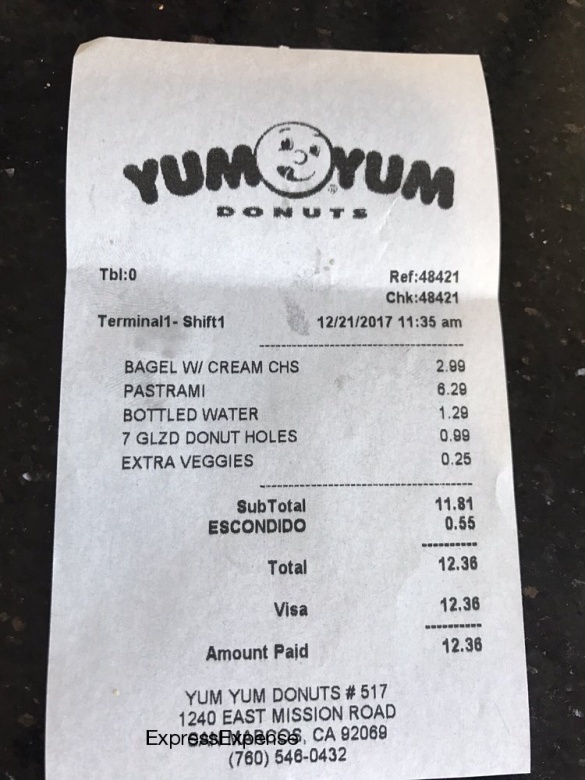 YUM YUM
®
DONUTS
Tbl:0 Ref:48421
Chk:48421
Terminal1- Shift1 12/21/2017 11:35 am
BAGEL W/ CREAM CHS 2.99
PASTRAMI 6.29
BOTTLED WATER 1.29
7 GLZD DONUT HOLES 0.99
EXTRA VEGGIES 0.25
SubTotal 11.81
ESCONDIDO 0.55
Total 12.36
Visa 12.36
Amount Paid 12.36
YUM YUM DONUTS # 517
1240 EAST MISSION ROAD
SAN MARCOS, CA 92069
ExpressExpense
(760) 546-0432